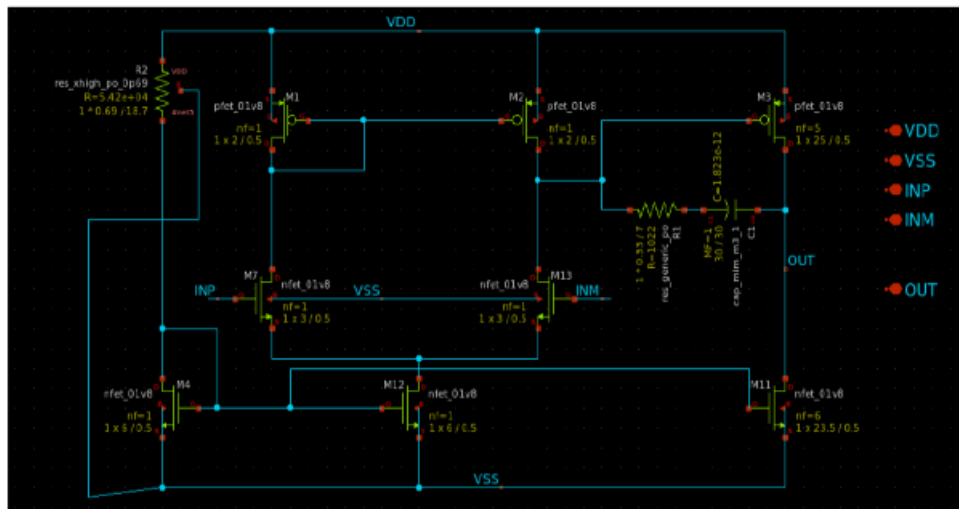 VDD
R2
VDD
res_xhigh_po_0p69
R=5.42e+04
1 * 0.69 / 18.7
M1
pfet_01v8
nf=1
1 x 2 / 0.5
M2
pfet_01v8
nf=1
1 x 2 / 0.5
M3
pfet_01v8
nf=5
1 x 25 / 0.5
VDD
VSS
INP
INM
OUT
C=1.823e-12
MF=1
30 / 30
cap_mim_m3_1
C1
1 * 0.33 / 7
R=1022
res_generic_po
R1
OUT
INP
M7
nfet_01v8
nf=1
1 x 3 / 0.5
VSS
M13
nfet_01v8
nf=1
1 x 3 / 0.5
INM
M4
nfet_01v8
nf=1
1 x 6 / 0.5
M12
nfet_01v8
nf=1
1 x 6 / 0.5
M11
nfet_01v8
nf=6
1 x 23.5 / 0.5
VSS